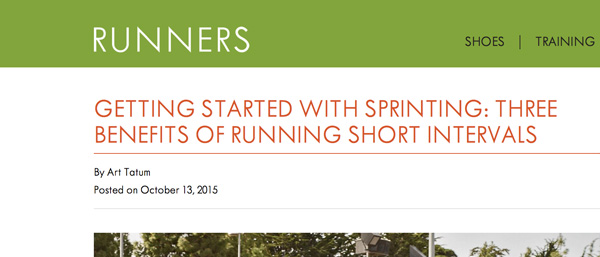 RUNNERS
SHOES | TRAINING
GETTING STARTED WITH SPRINTING: THREE
BENEFITS OF RUNNING SHORT INTERVALS
By Art Tatum
Posted on October 13, 2015